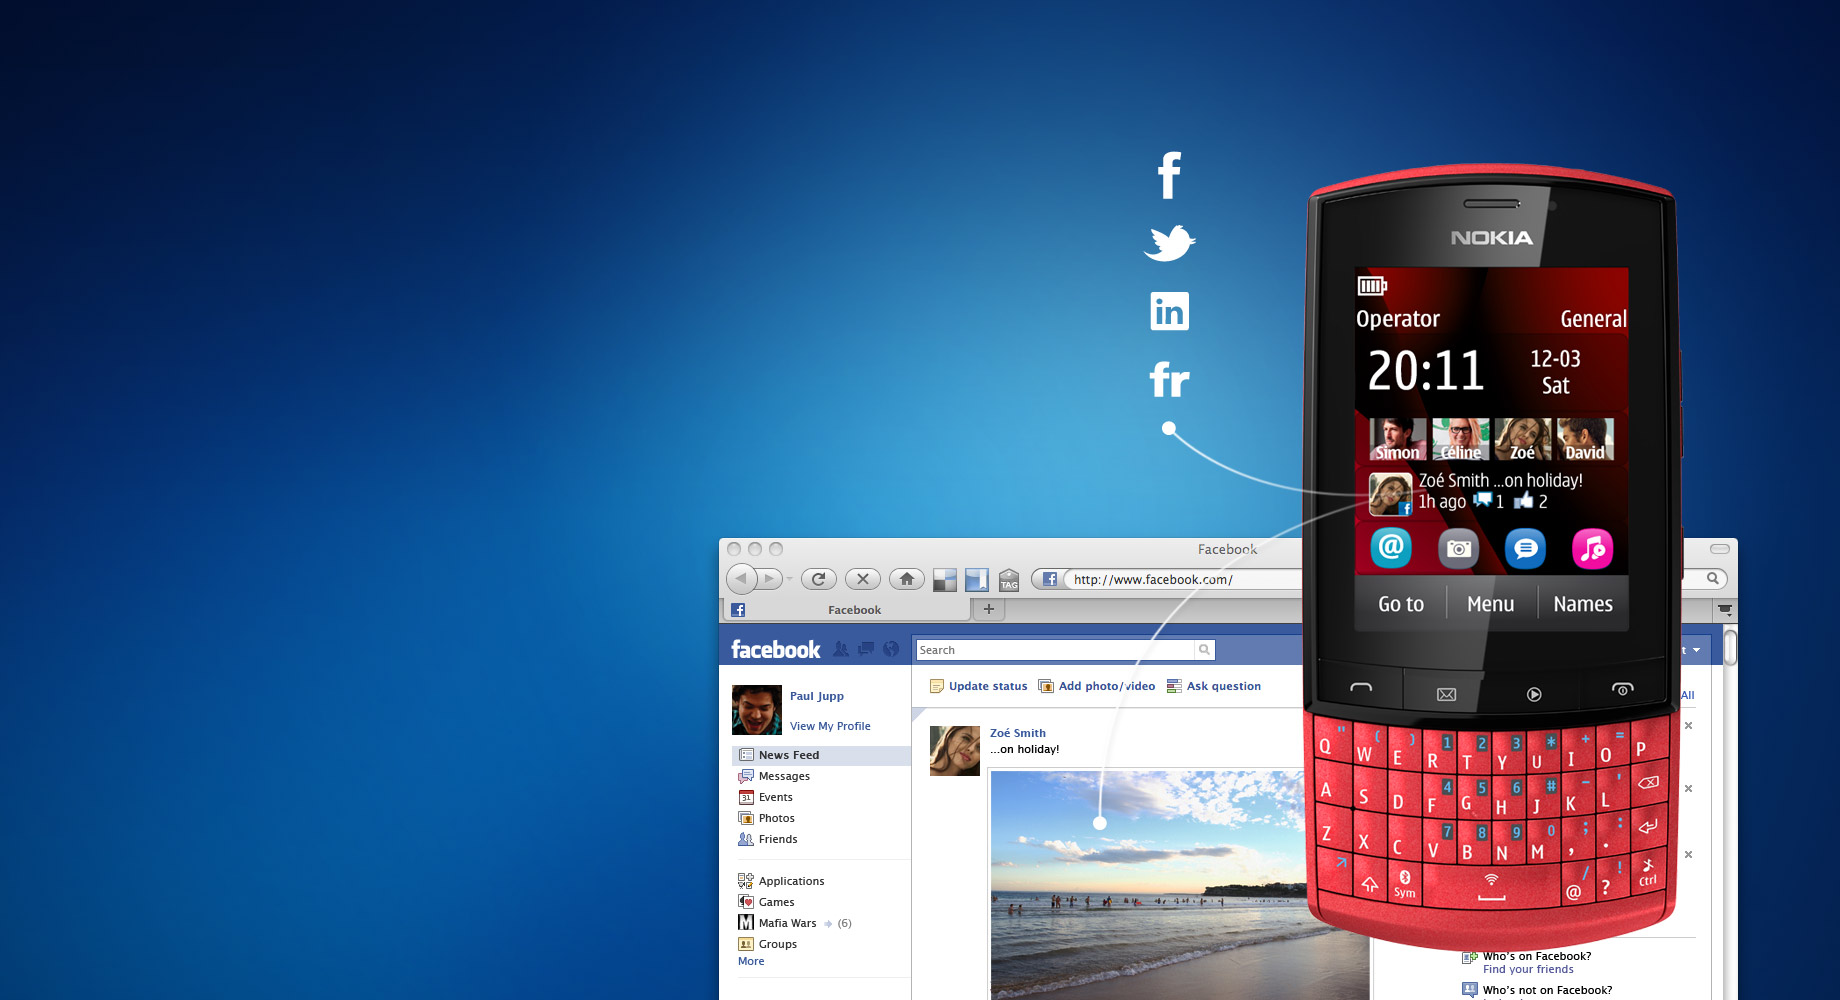 f
in
fr
NOKIA
Operator
General
20:11
12-03
Sat
Simon
Céline
Zoé
David
Zoé Smith ...on holiday!
1h ago 1 2
@
Go to
Menu
Names
Q " W ( E ) R 1 T 2 Y 3 U * I + O = P
A S D F 4 G 5 H 6 J # K - L '
Z X C V 7 B 8 N 9 M 0 , ; . :
Sym @ / ? ! Ctrl
Facebook
TAG
http://www.facebook.com/
Facebook
+
facebook
Search
t
Paul Jupp
View My Profile
News Feed
Messages
31 Events
Photos
Friends
Applications
Games
M Mafia Wars (6)
Groups
More
Update status
Add photo/video
Ask question
All
Zoé Smith
...on holiday!
Who's on Facebook?
Find your friends
Who's not on Facebook?